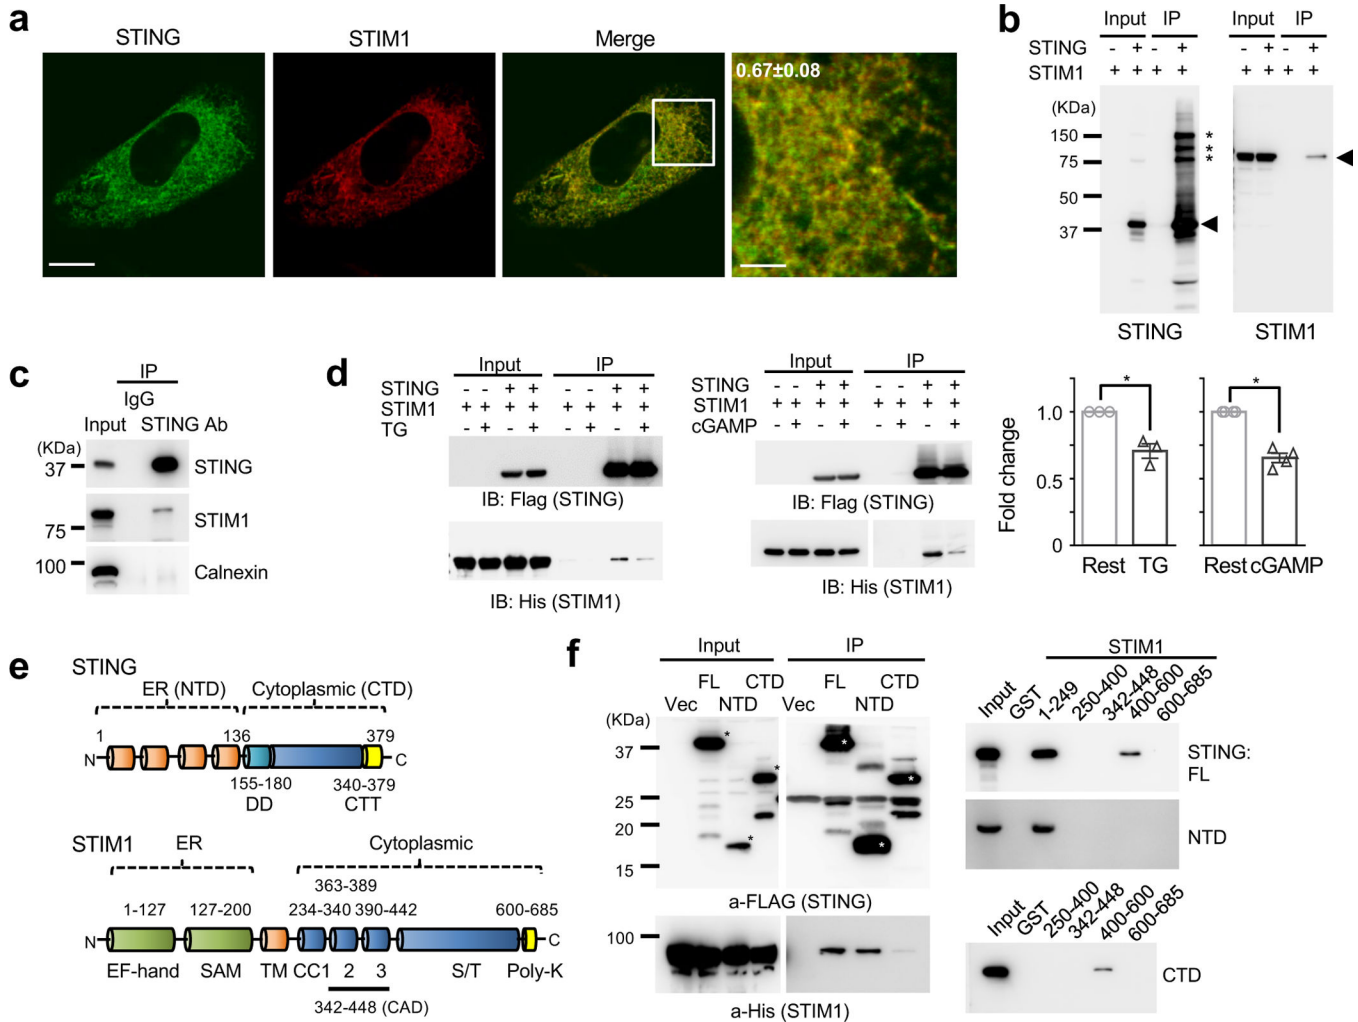 a
STING
STIM1
Merge
0.67±0.08
b
Input IP Input IP
STING - + - + - + - +
STIM1 + + + + + + + +
(KDa)
150
75
50
37
*
*
*
STING
STIM1
c
IP
IgG
Input STING Ab
(KDa)
37
STING
75
STIM1
100
Calnexin
d
Input IP
STING - - + + - - + +
STIM1 + + + + + + + +
TG - + - + - + - +
IB: Flag (STING)
IB: His (STIM1)
Input IP
STING - - + + - - + +
STIM1 + + + + + + + +
cGAMP - + - + - + - +
IB: Flag (STING)
IB: His (STIM1)
Fold change
1.0
0.5
0
*
Rest TG
*
Rest cGAMP
e
STING
ER (NTD) Cytoplasmic (CTD)
1 136 379
N C
155-180 340-379
DD CTT
STIM1
ER Cytoplasmic
363-389
1-127 127-200 234-340 390-442 600-685
N C
EF-hand SAM TM CC1 2 3 S/T Poly-K
342-448 (CAD)
f
Input IP
FL CTD FL CTD
Vec NTD Vec NTD
(KDa)
37
25
20
15
* * * * * *
a-FLAG (STING)
100
a-His (STIM1)
STIM1
Input GST 1-249 250-400 342-448 400-600 600-685
STING:
FL
NTD
Input GST 250-400 342-448 400-600 600-685
CTD